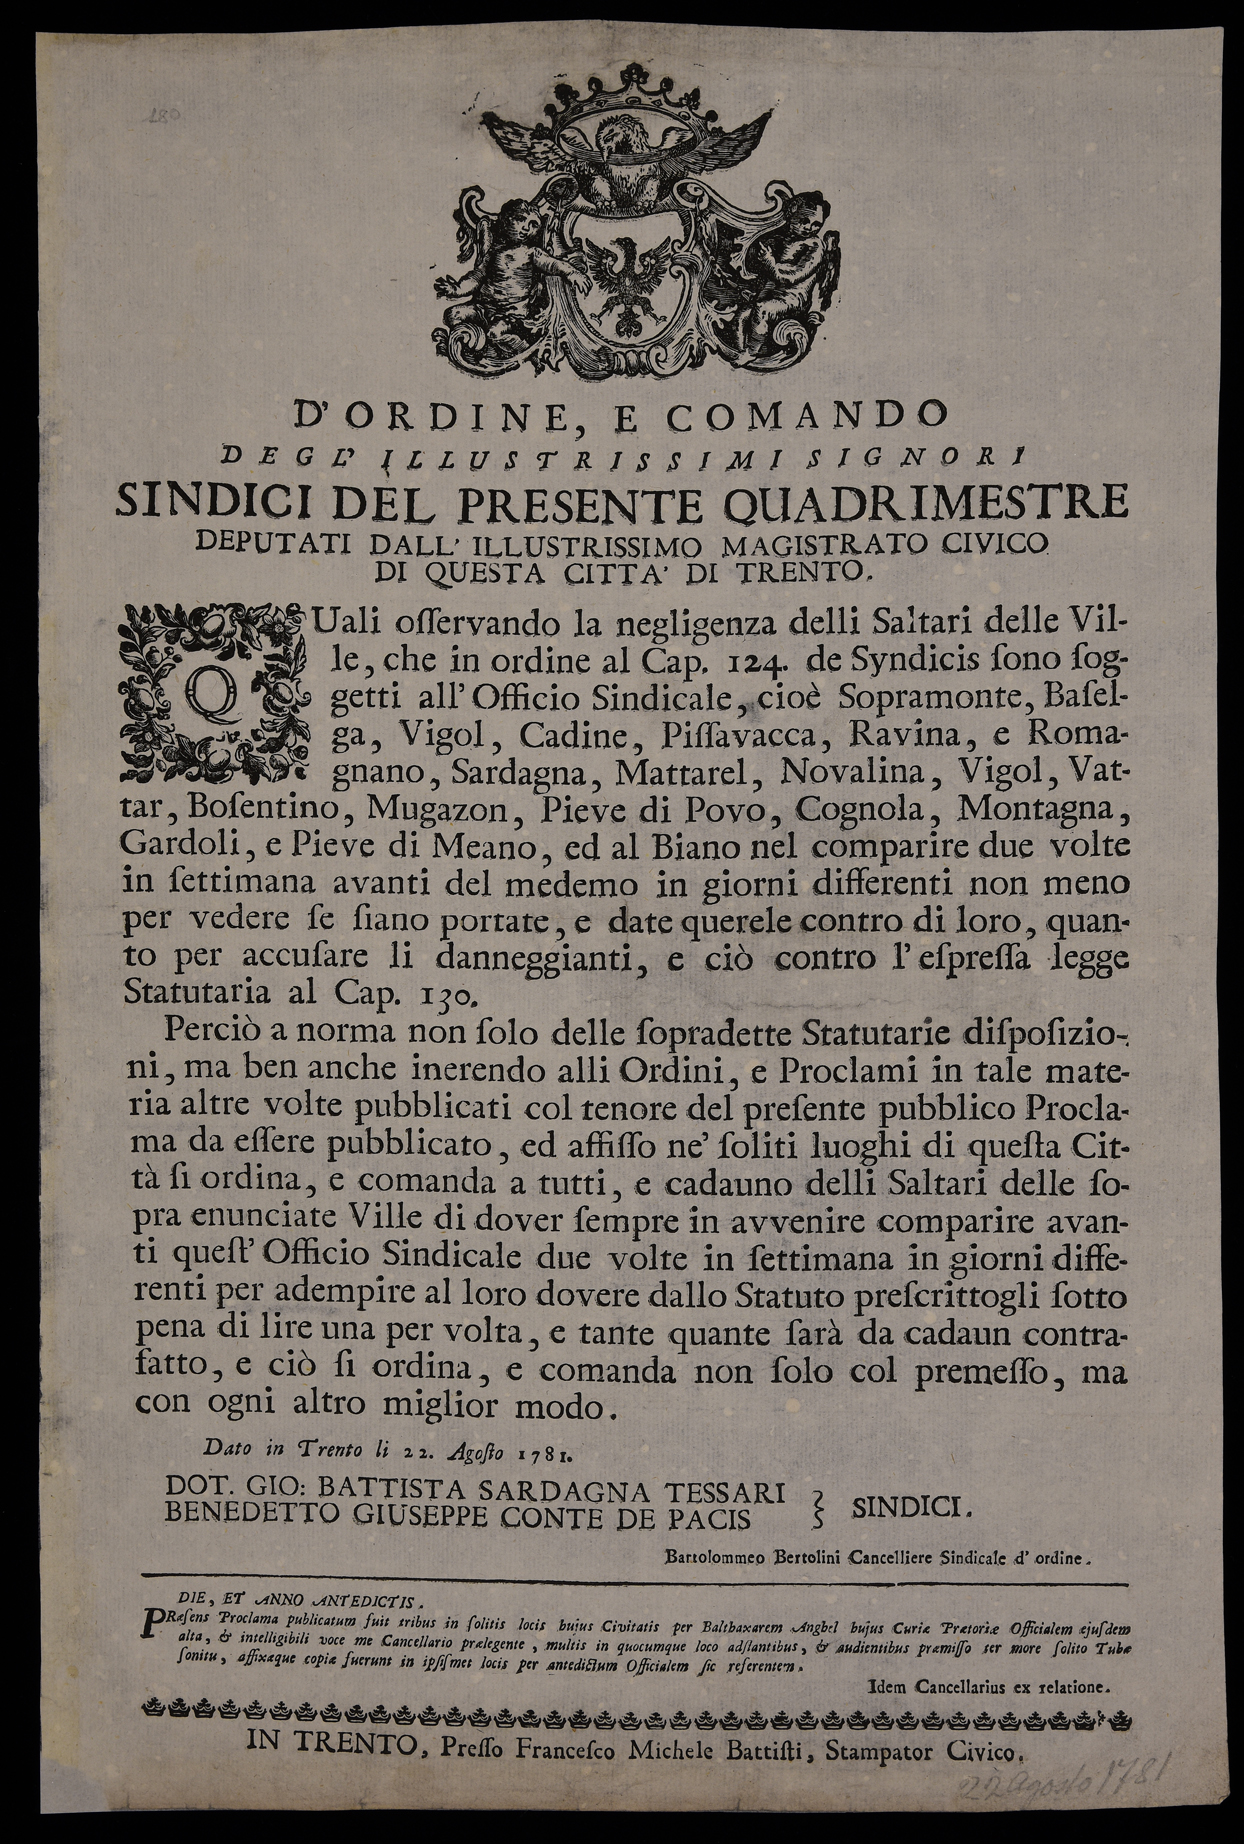 180
D' ORDINE, E COMANDO
DEGL' ILLUSTRISSIMI SIGNORI
SINDICI DEL PRESENTE QUADRIMESTRE
DEPUTATI DALL' ILLUSTRISSIMO MAGISTRATO CIVICO
DI QUESTA CITTA' DI TRENTO.
QUali oſſervando la negligenza delli Saltari delle Vil-
le, che in ordine al Cap. 124. de Syndicis ſono ſog-
getti all' Officio Sindicale, cioè Sopramonte, Baſel-
ga, Vigol, Cadine, Piſſavacca, Ravina, e Roma-
gnano, Sardagna, Mattarel, Novalina, Vigol, Vat-
tar, Boſentino, Mugazon, Pieve di Povo, Cognola, Montagna,
Gardoli, e Pieve di Meano, ed al Biano nel comparire due volte
in ſettimana avanti del medemo in giorni differenti non meno
per vedere ſe ſiano portate, e date querele contro di loro, quan-
to per accuſare li danneggianti, e ciò contro l' eſpreſſa legge
Statutaria al Cap. 130.
Perciò a norma non ſolo delle ſopradette Statutarie diſpoſizio-
ni, ma ben anche inerendo alli Ordini, e Proclami in tale mate-
ria altre volte pubblicati col tenore del preſente pubblico Procla-
ma da eſſere pubblicato, ed affiſſo ne' ſoliti luoghi di queſta Cit-
tà ſi ordina, e comanda a tutti, e cadauno delli Saltari delle ſo-
pra enunciate Ville di dover ſempre in avvenire comparire avan-
ti queſt' Officio Sindicale due volte in ſettimana in giorni diffe-
renti per adempire al loro dovere dallo Statuto preſcrittogli ſotto
pena di lire una per volta, e tante quante ſarà da cadaun contra-
fatto, e ciò ſi ordina, e comanda non ſolo col premeſſo, ma
con ogni altro miglior modo.
Dato in Trento li 22. Agoſto 1781.
DOT. GIO: BATTISTA SARDAGNA TESSARI
BENEDETTO GIUSEPPE CONTE DE PACIS } SINDICI.
Bartolommeo Bertolini Cancelliere Sindicale d' ordine.
DIE, ET ANNO ANTEDICTIS.
PRæſens Proclama publicatum fuit tribus in ſolitis locis hujus Civitatis per Balthaxarem Anghel hujus Curiæ Prætoriæ Officialem ejuſdem
alta, & intelligibili voce me Cancellario prælegente, multis in quocumque loco adſtantibus, & audientibus præmiſſo ter more ſolito Tubæ
ſonitu, affixæque copiæ fuerunt in ipſiſmet locis per antedictum Officialem ſic referentem.
Idem Cancellarius ex relatione.
IN TRENTO, Preſſo Franceſco Michele Battiſti, Stampator Civico.
22 agosto 1781